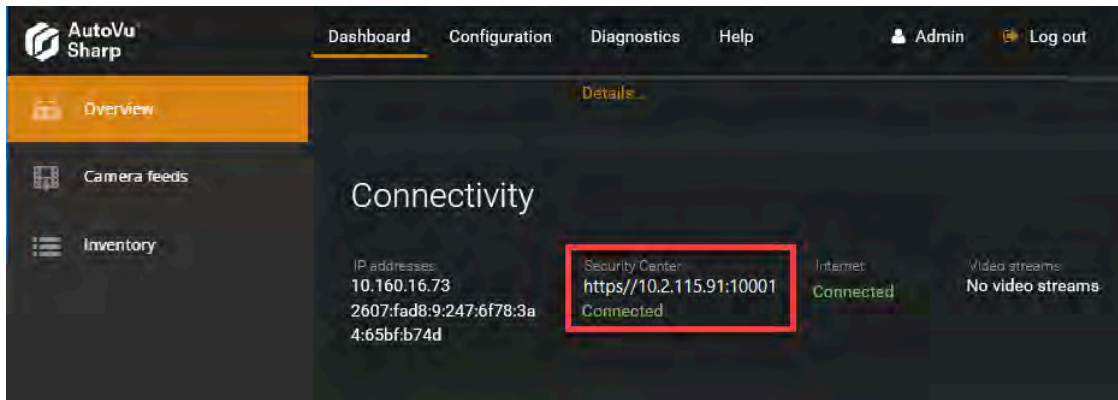 AutoVu
Sharp
Dashboard Configuration Diagnostics Help Admin Log out
Overview
Camera feeds
Inventory
Details...
Connectivity
IP addresses
10.160.16.73
2607:fad8:9:247:6f78:3a
4:65bf:b74d
Security Center
https//10.2.115.91:10001
Connected
Internet
Connected
Video streams
No video streams